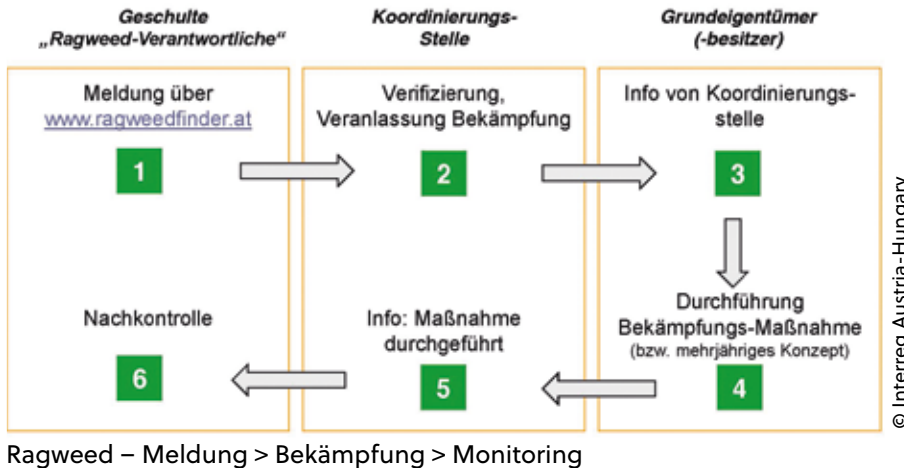 Geschulte
„Ragweed-Verantwortliche“
Koordinierungs-
Stelle
Grundeigentümer
(-besitzer)
Meldung über
www.ragweedfinder.at
1
Verifizierung,
Veranlassung Bekämpfung
2
Info von Koordinierungs-
stelle
3
Durchführung
Bekämpfungs-Maßnahme
(bzw. mehrjähriges Konzept)
4
Info: Maßnahme
durchgeführt
5
Nachkontrolle
6
© Interreg Austria-Hungary
Ragweed – Meldung > Bekämpfung > Monitoring